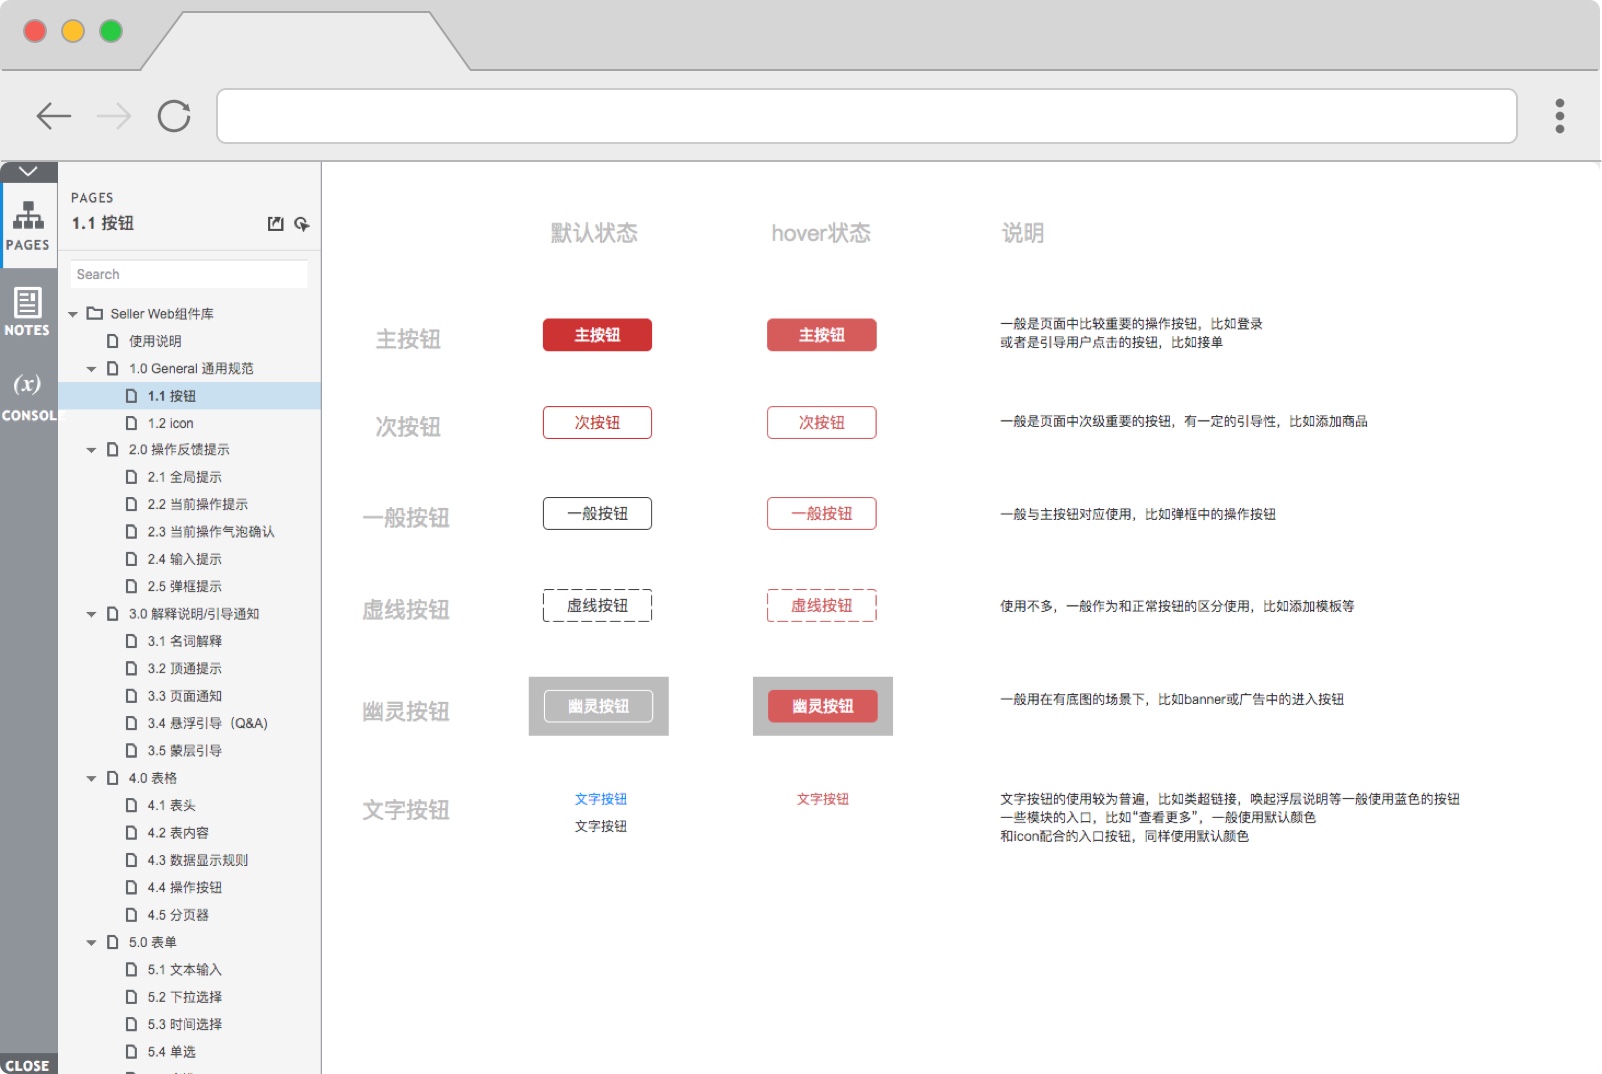 PAGES
NOTES
(x)
CONSOL
CLOSE
PAGES
1.1 按钮
Search
Seller Web组件库
使用说明
1.0 General 通用规范
1.1 按钮
1.2 icon
2.0 操作反馈提示
2.1 全局提示
2.2 当前操作提示
2.3 当前操作气泡确认
2.4 输入提示
2.5 弹框提示
3.0 解释说明/引导通知
3.1 名词解释
3.2 顶通提示
3.3 页面通知
3.4 悬浮引导（Q&A)
3.5 蒙层引导
4.0 表格
4.1 表头
4.2 表内容
4.3 数据显示规则
4.4 操作按钮
4.5 分页器
5.0 表单
5.1 文本输入
5.2 下拉选择
5.3 时间选择
5.4 单选
默认状态 hover状态 说明
主按钮 主按钮 主按钮 一般是页面中比较重要的操作按钮，比如登录
或者是引导用户点击的按钮，比如接单
次按钮 次按钮 次按钮 一般是页面中次级重要的按钮，有一定的引导性，比如添加商品
一般按钮 一般按钮 一般按钮 一般与主按钮对应使用，比如弹框中的操作按钮
虚线按钮 虚线按钮 虚线按钮 使用不多，一般作为和正常按钮的区分使用，比如添加模板等
幽灵按钮 幽灵按钮 幽灵按钮 一般用在有底图的场景下，比如banner或广告中的进入按钮
文字按钮 文字按钮 文字按钮 文字按钮的使用较为普遍，比如类超链接，唤起浮层说明等一般使用蓝色的按钮
文字按钮 一些模块的入口，比如“查看更多”，一般使用默认颜色
和icon配合的入口按钮，同样使用默认颜色